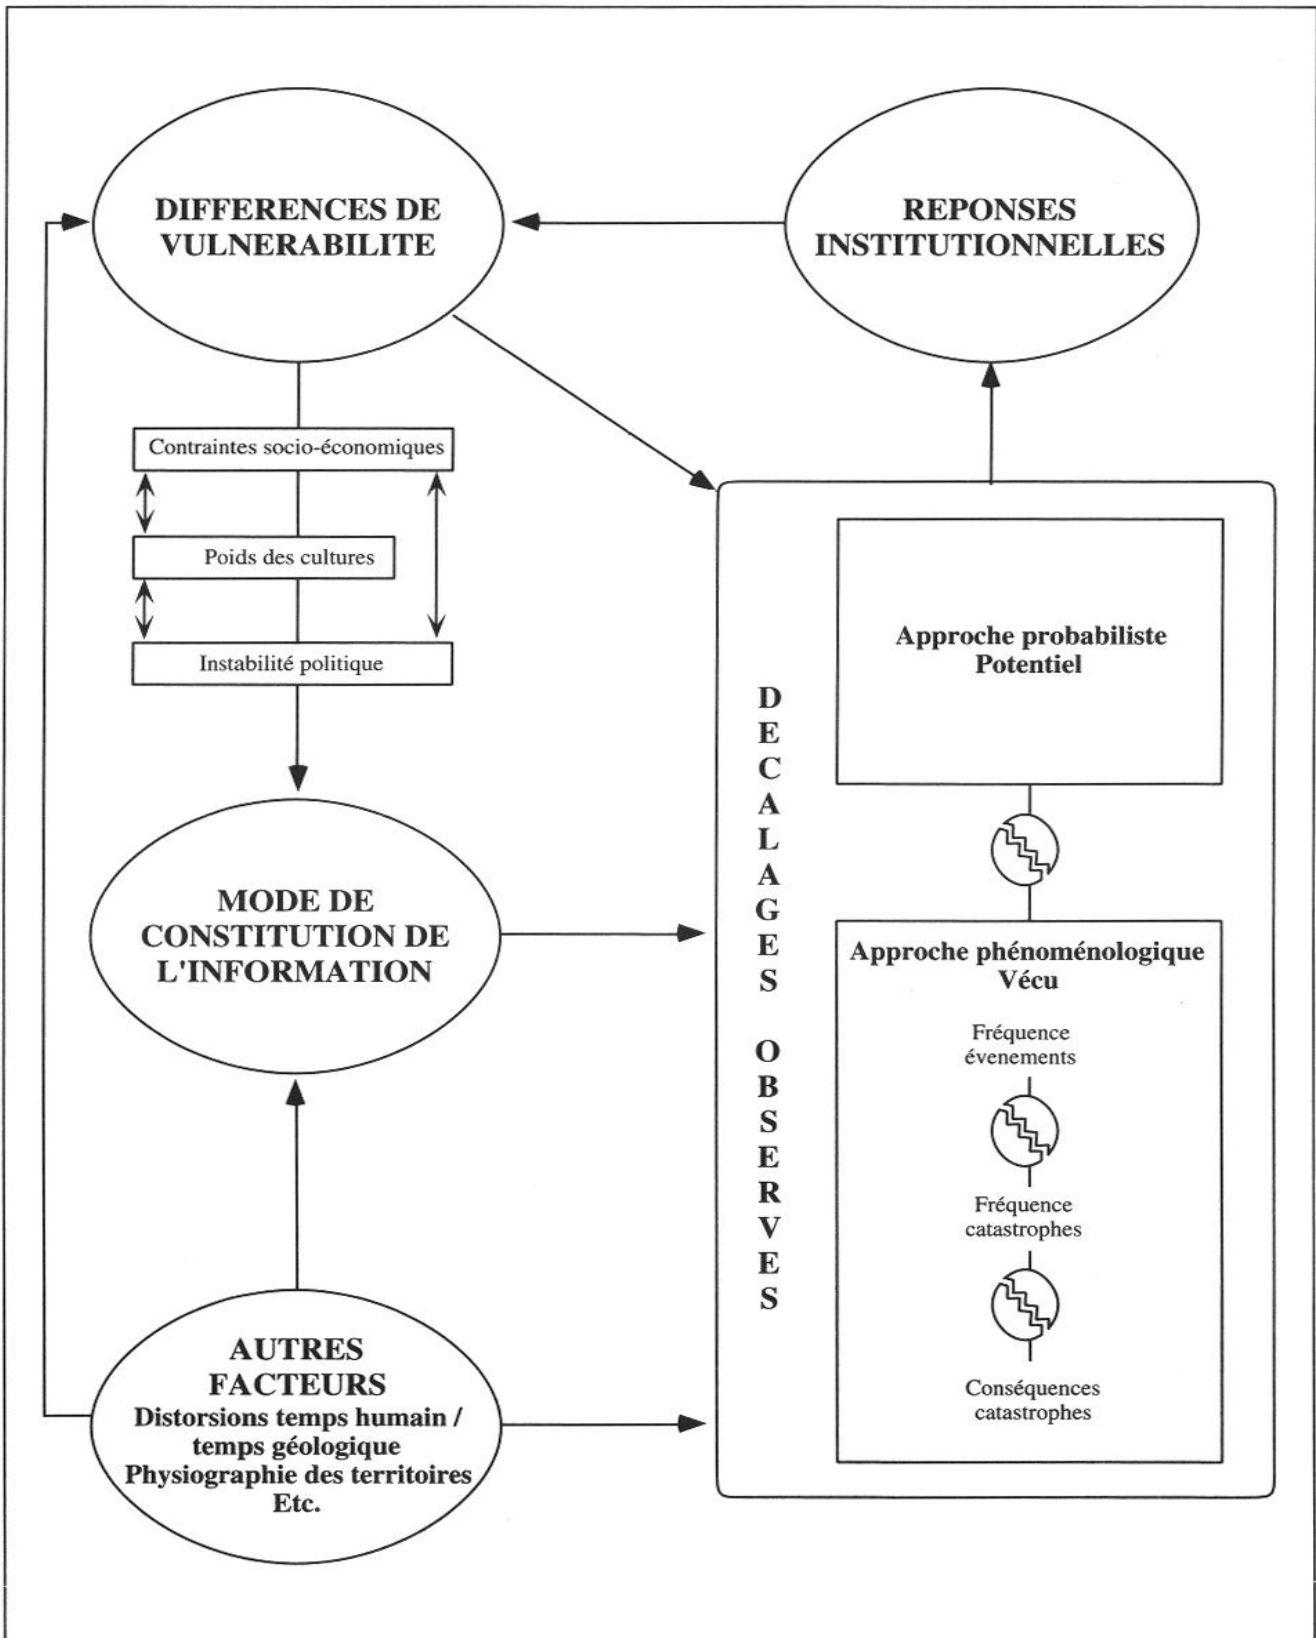 DIFFERENCES DE
VULNERABILITE
REPONSES
INSTITUTIONNELLES
Contraintes socio-économiques
Poids des cultures
Instabilité politique
MODE DE
CONSTITUTION DE
L'INFORMATION
AUTRES
FACTEURS
Distorsions temps humain /
temps géologique
Physiographie des territoires
Etc.
DECALAGES OBSERVES
Approche probabiliste
Potentiel
Approche phénoménologique
Vécu
Fréquence
évenements
Fréquence
catastrophes
Conséquences
catastrophes